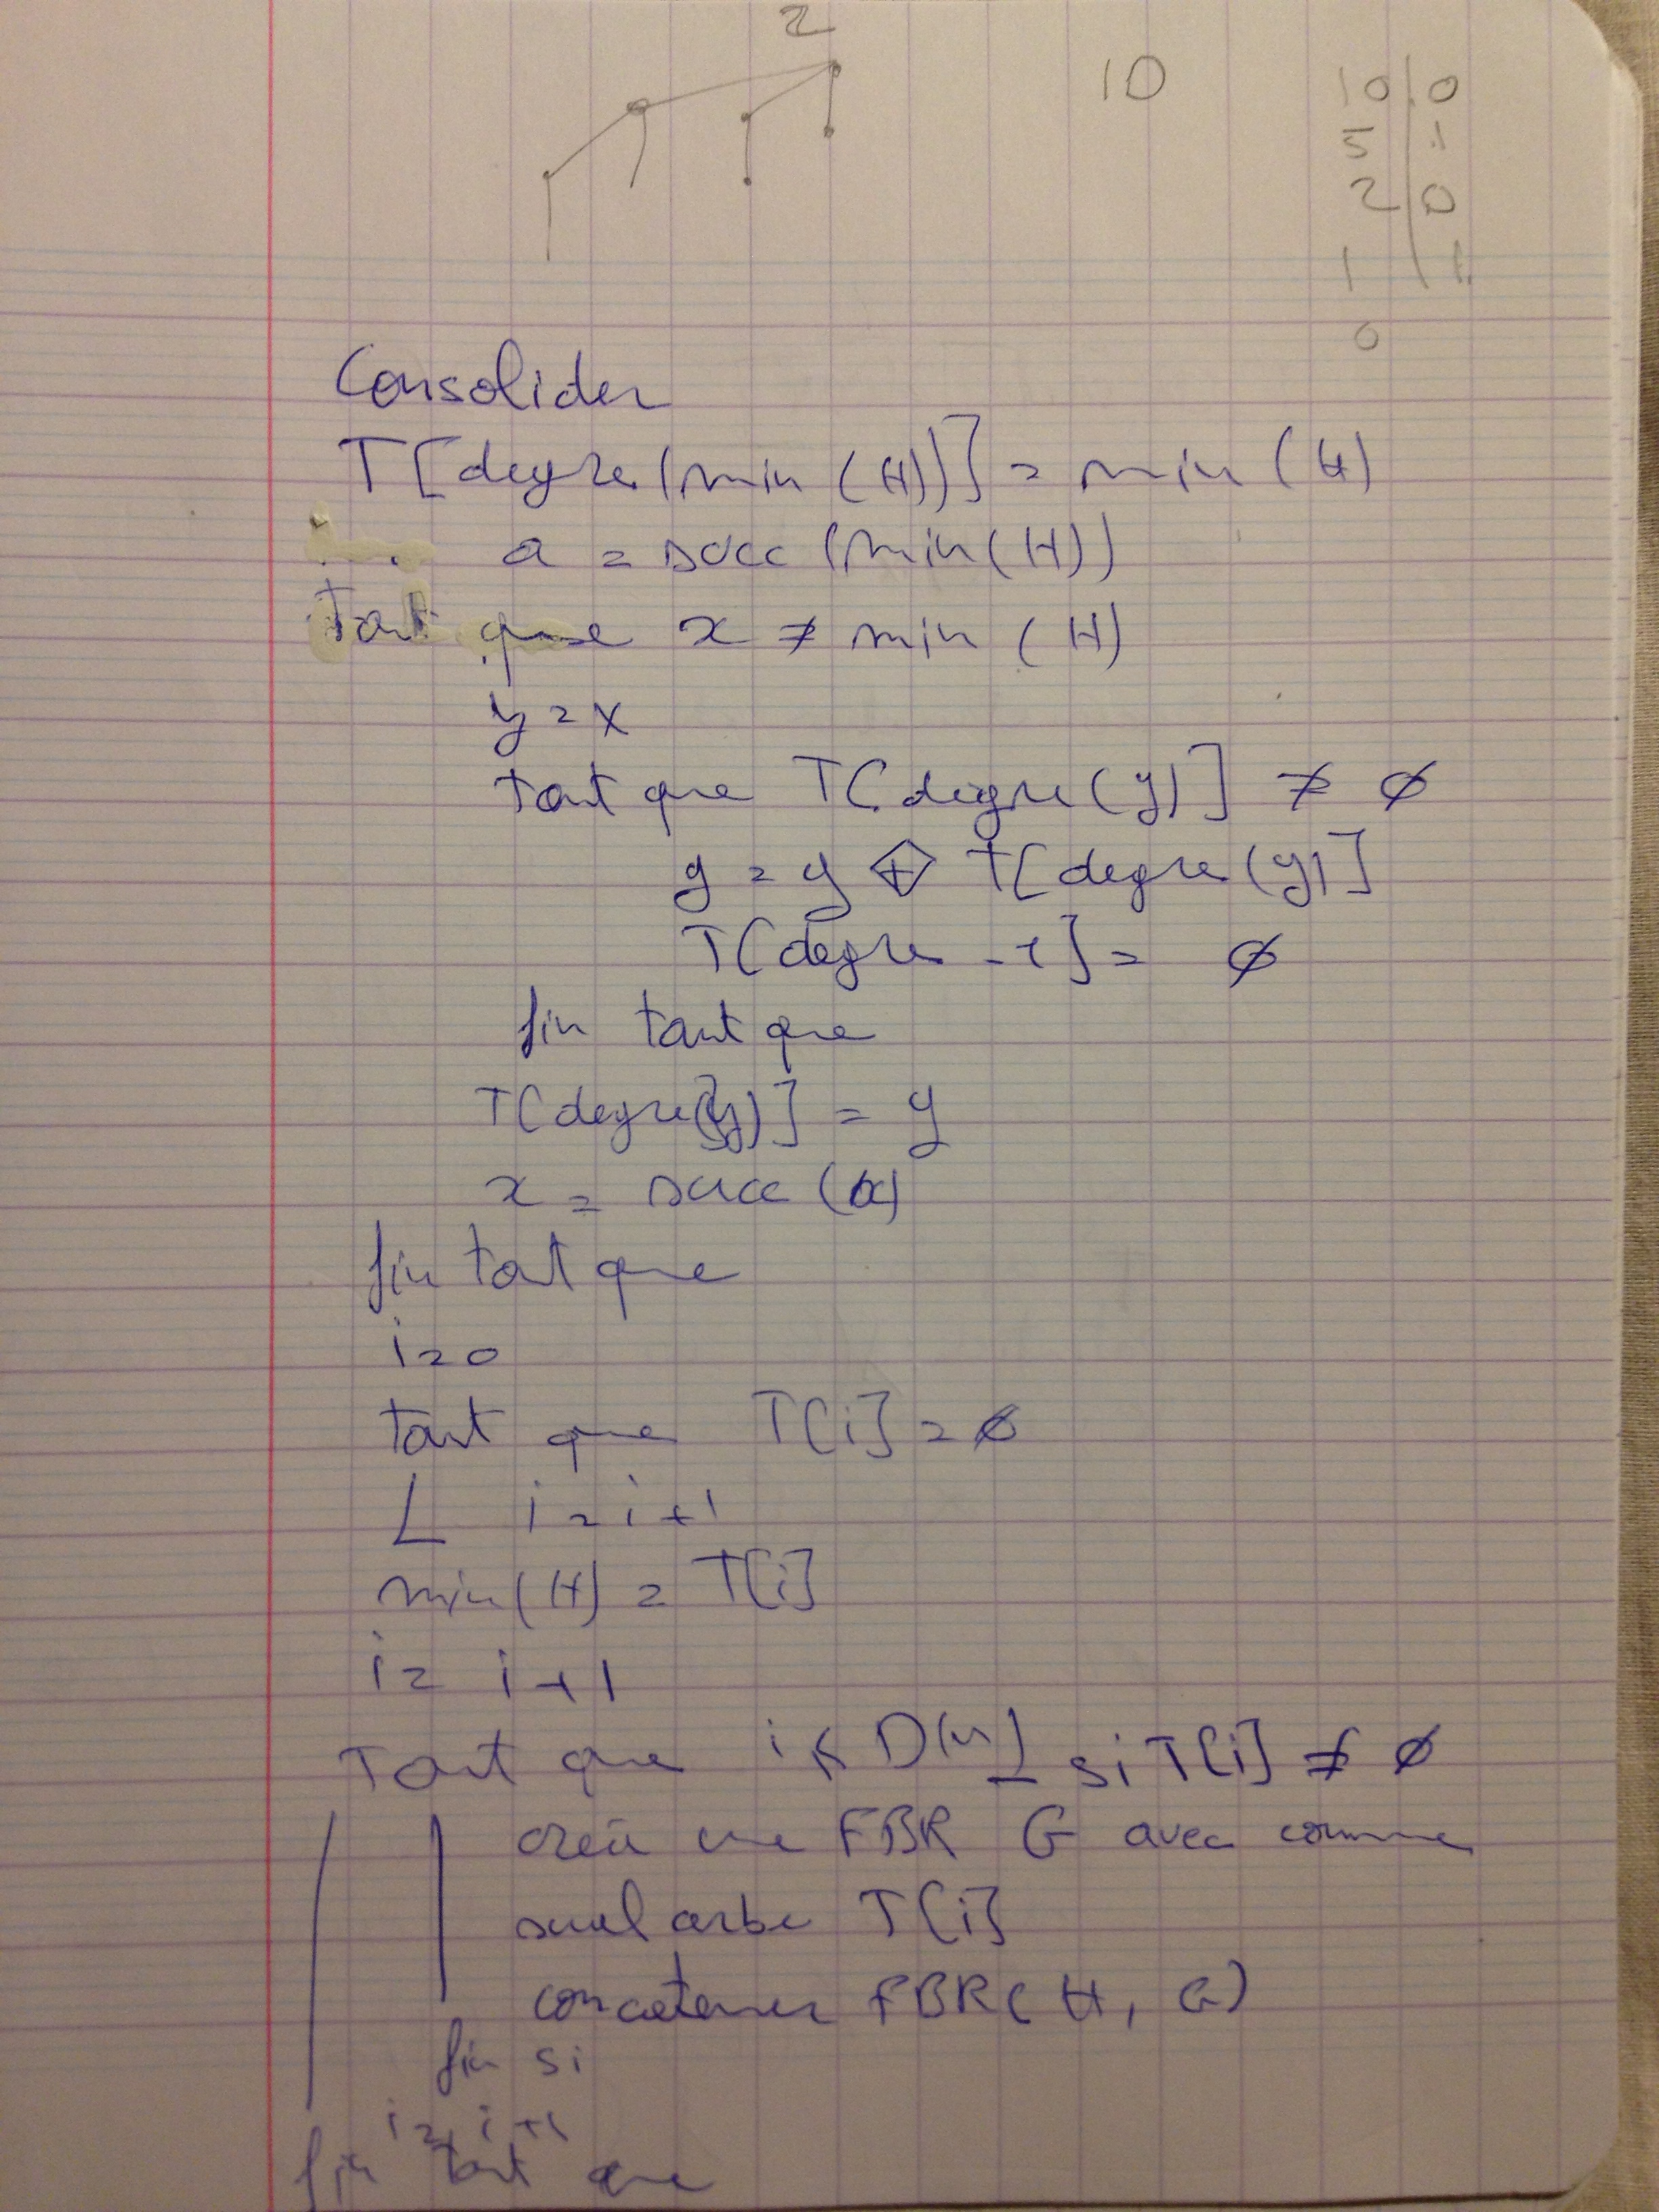 2
10
10 | 0
5 | 1
2 | 0
1 | 1
0
Consolider
T[degre(min(H))] = min(H)
x = succ(min(H))
Tant que x ≠ min(H)
y = x
tant que T[degre(y)] ≠ ∅
y = y ⊕ T[degre(y)]
T[degre - 1] = ∅
fin tant que
T[degre(y)] = y
x = succ(x)
fin tant que
i = 0
tant que T[i] = ∅
i = i + 1
min(H) = T[i]
i = i + 1
Tant que i ≤ D(n) si T[i] ≠ ∅
créer une FBR G avec comme
seul arbre T[i]
concatener FBR(H, G)
fin si
i = i + 1
fin tant que